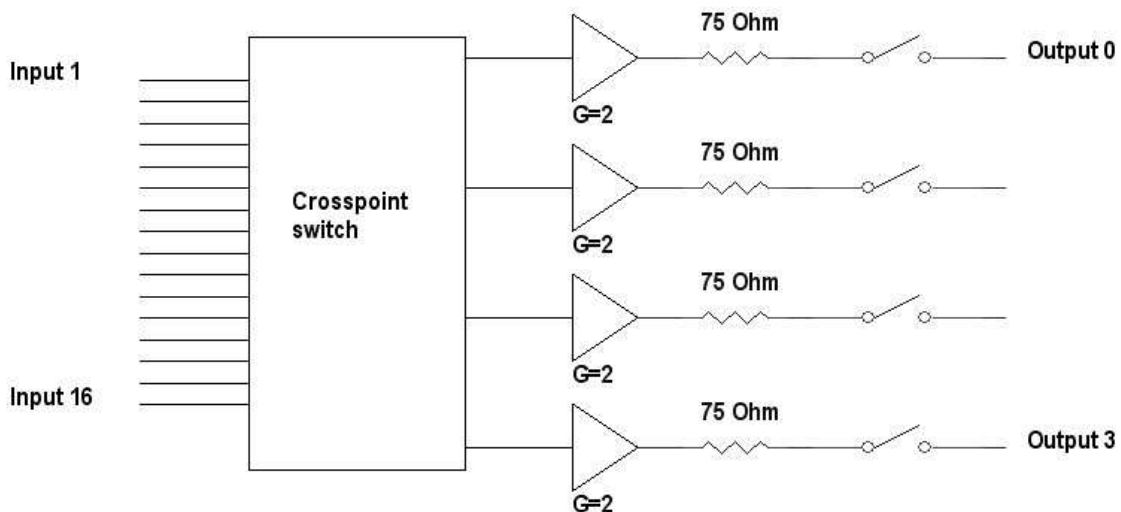 75 Ohm
Output 0
Input 1
G=2
75 Ohm
Crosspoint
switch
G=2
75 Ohm
G=2
Input 16
75 Ohm
Output 3
G=2